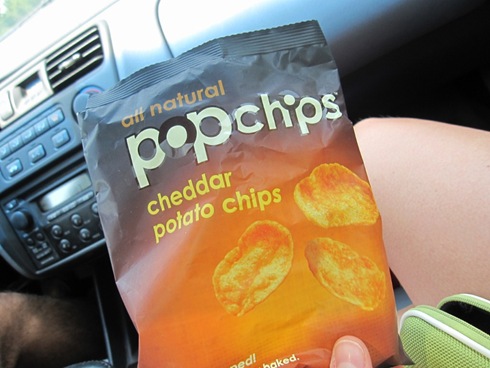 all natural
popchips
cheddar
potato chips
baked.